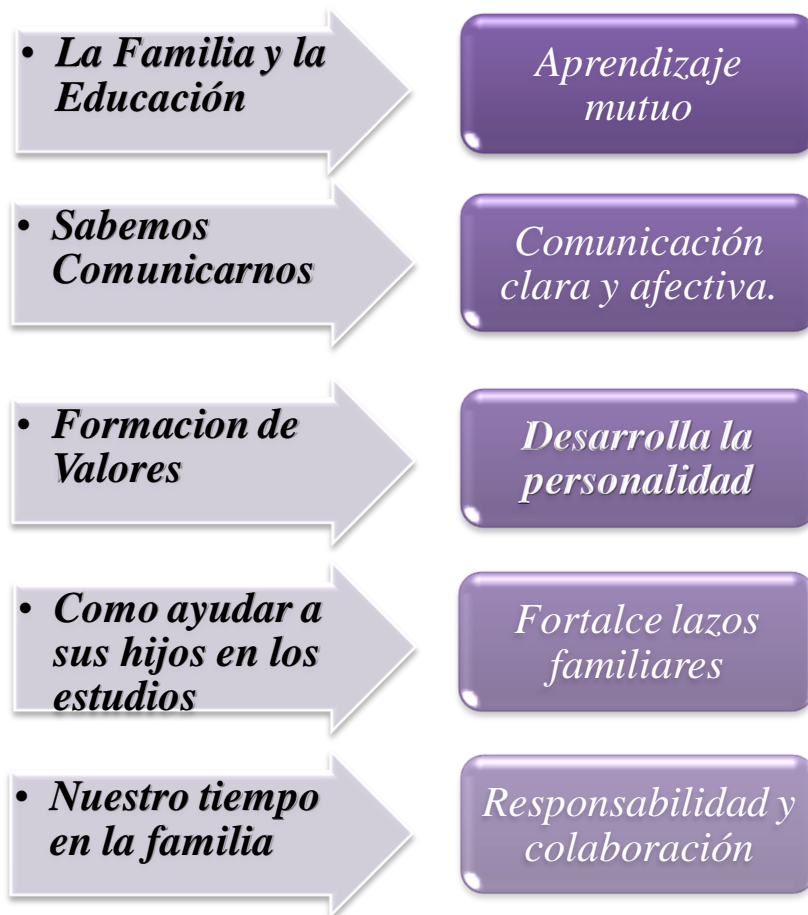 • La Familia y la
Educación
Aprendizaje
mutuo
• Sabemos
Comunicarnos
Comunicación
clara y afectiva.
• Formacion de
Valores
Desarrolla la
personalidad
• Como ayudar a
sus hijos en los
estudios
Fortalce lazos
familiares
• Nuestro tiempo
en la familia
Responsabilidad y
colaboración